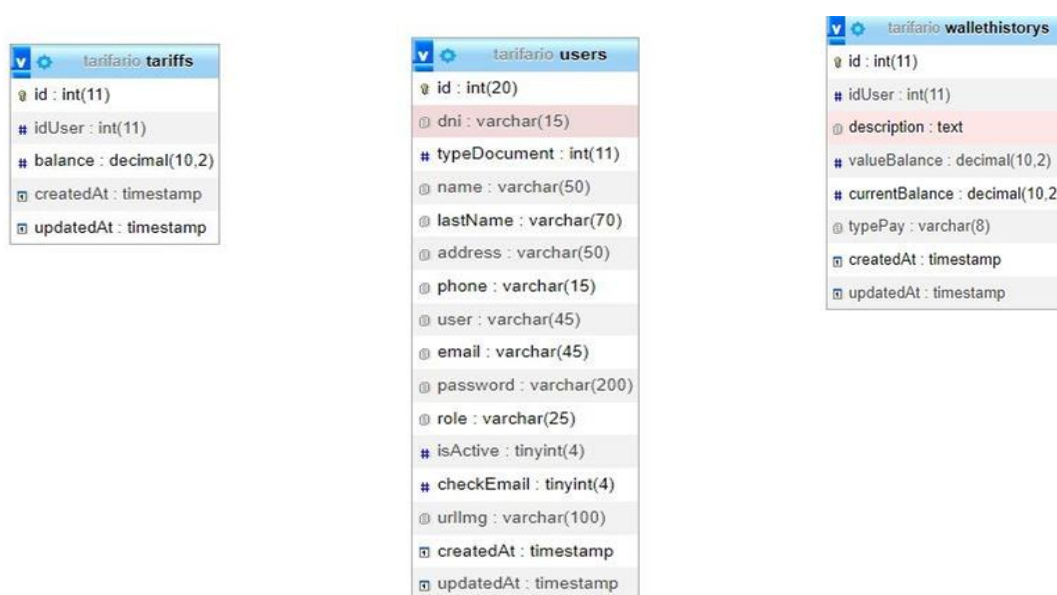 tarifario tariffs
id : int(11)
idUser : int(11)
balance : decimal(10,2)
createdAt : timestamp
updatedAt : timestamp
tarifario users
id : int(20)
dni : varchar(15)
typeDocument : int(11)
name : varchar(50)
lastName : varchar(70)
address : varchar(50)
phone : varchar(15)
user : varchar(45)
email : varchar(45)
password : varchar(200)
role : varchar(25)
isActive : tinyint(4)
checkEmail : tinyint(4)
urlImg : varchar(100)
createdAt : timestamp
updatedAt : timestamp
tarifario wallethistorys
id : int(11)
idUser : int(11)
description : text
valueBalance : decimal(10,2)
currentBalance : decimal(10,2
typePay : varchar(8)
createdAt : timestamp
updatedAt : timestamp